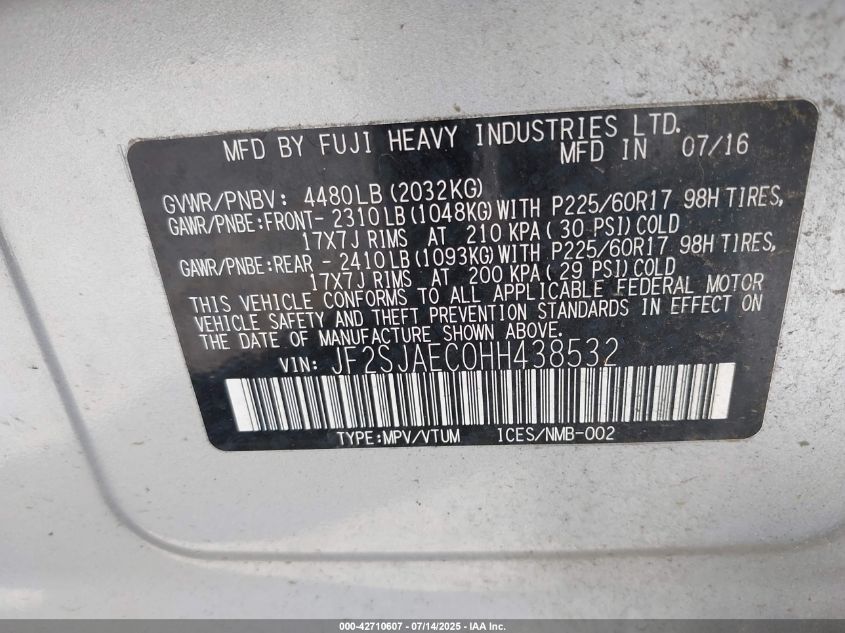 MFD BY FUJI HEAVY INDUSTRIES LTD.
MFD IN 07/16
GVWR/PNBV: 4480LB (2032KG)
GAWR/PNBE:FRONT- 2310LB (1048KG) WITH P225/60R17 98H TIRES,
17X7J RIMS AT 210 KPA ( 30 PSI) COLD
GAWR/PNBE:REAR - 2410LB (1093KG) WITH P225/60R17 98H TIRES,
17X7J RIMS AT 200 KPA ( 29 PSI) COLD
THIS VEHICLE CONFORMS TO ALL APPLICABLE FEDERAL MOTOR
VEHICLE SAFETY AND THEFT PREVENTION STANDARDS IN EFFECT ON
THE DATE OF MANUFACTURE SHOWN ABOVE.
VIN: JF2SJAEC0HH438532
TYPE:MPV/VTUM ICES/NMB-002
000-42710607 - 07/14/2025 - IAA Inc.